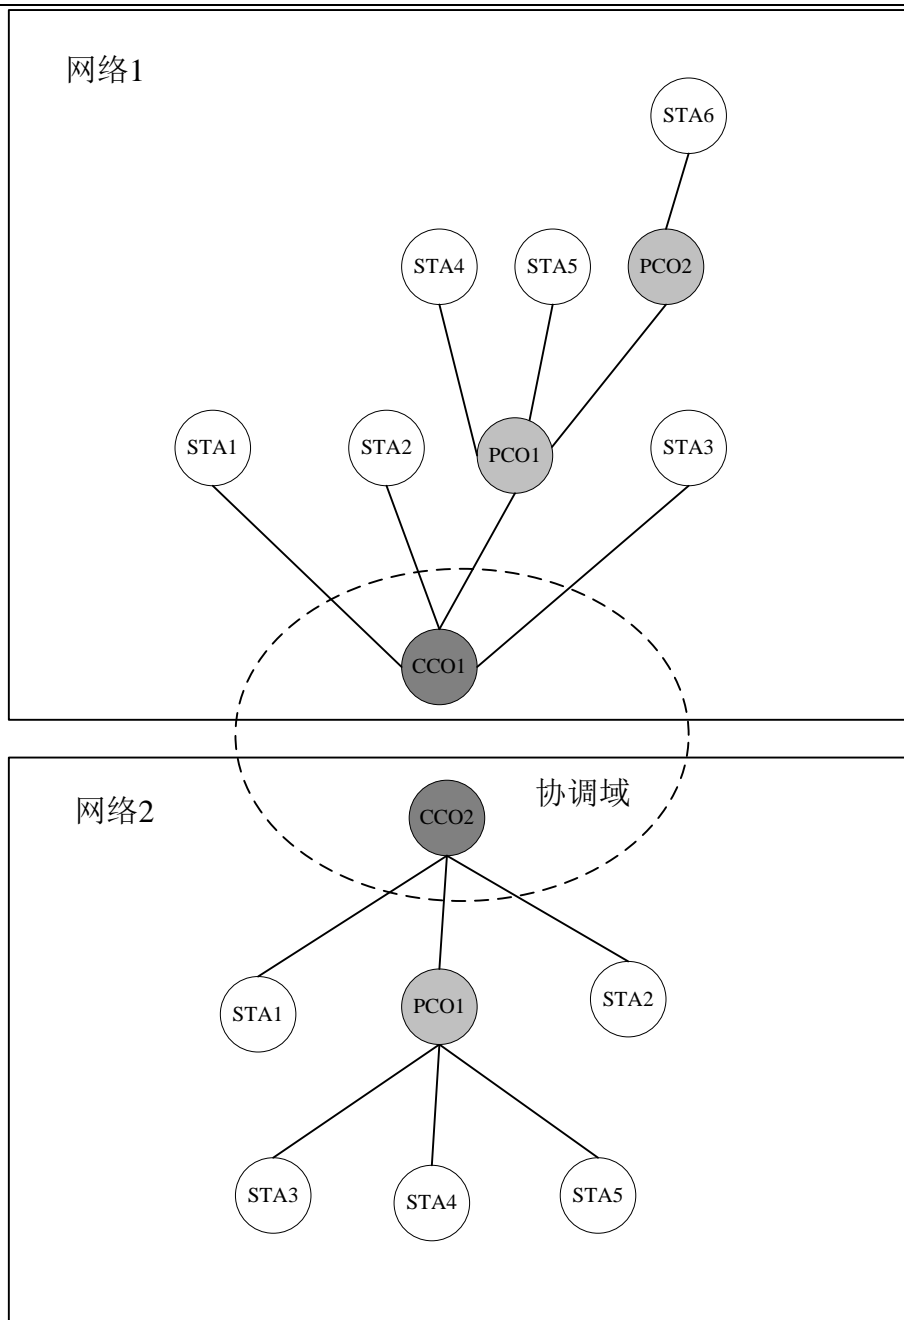 网络1
STA6
STA4
STA5
PCO2
STA1
STA2
PCO1
STA3
CCO1
网络2
CCO2
协调域
STA1
PCO1
STA2
STA3
STA4
STA5